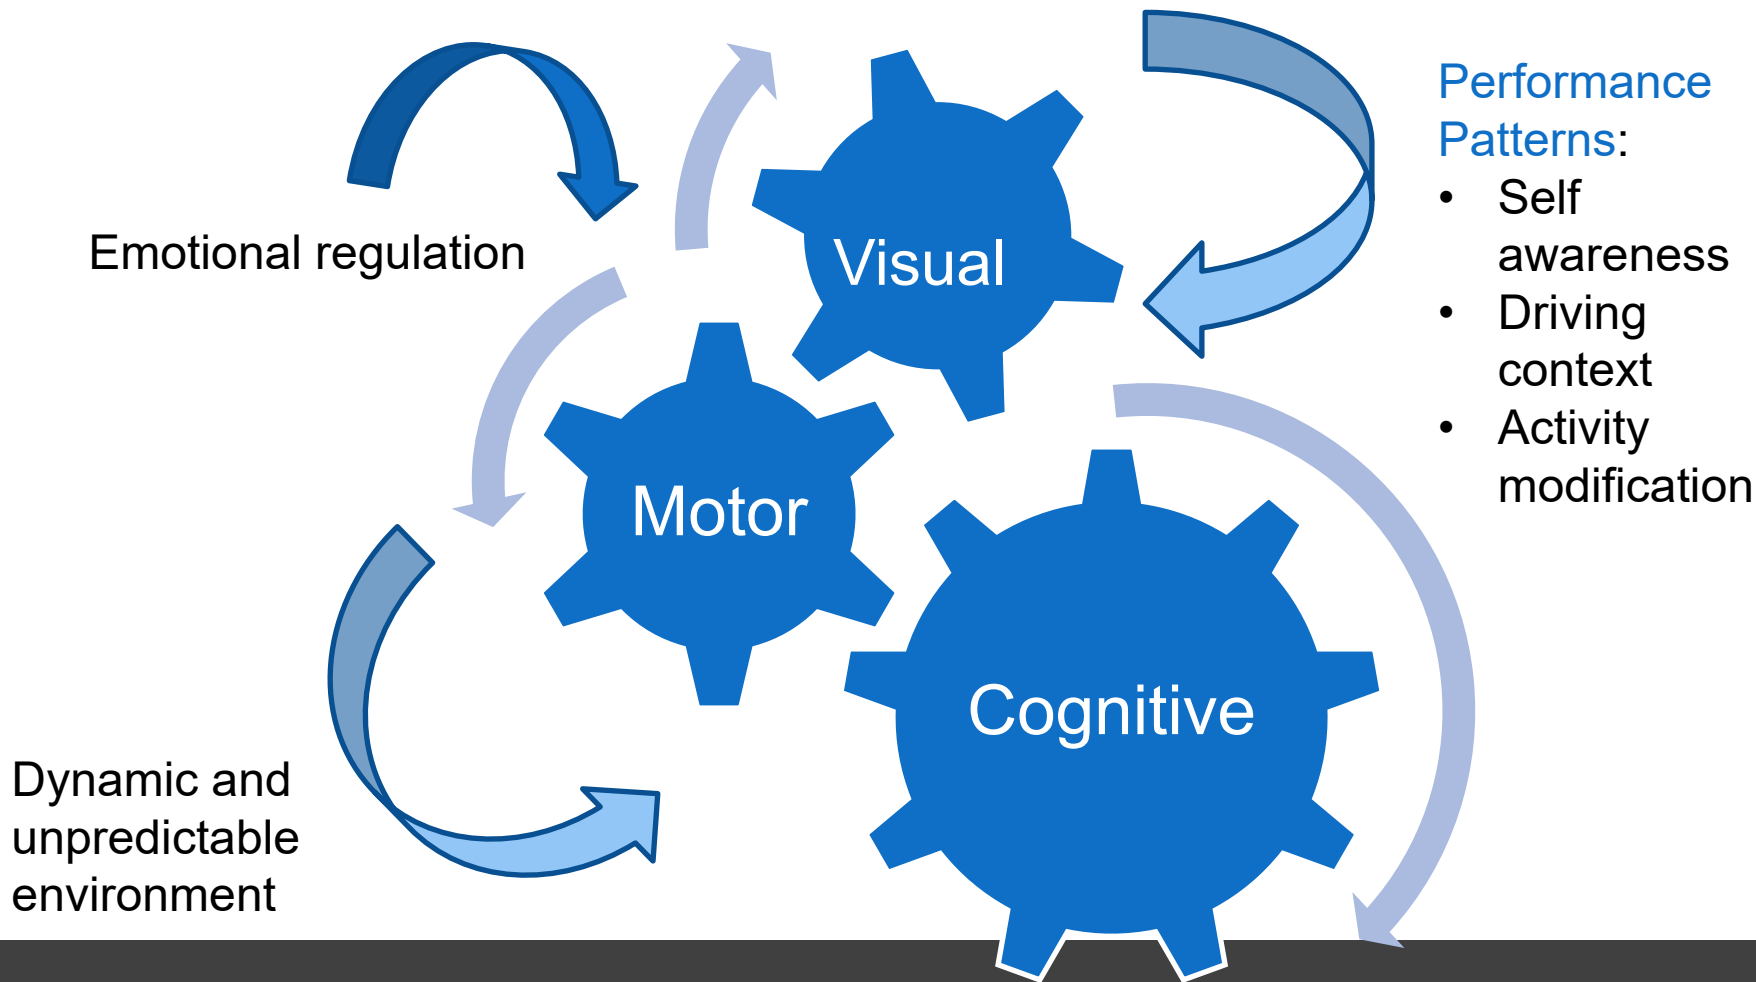 Emotional regulation
Visual
Motor
Cognitive
Dynamic and
unpredictable
environment
Performance
Patterns:
• Self
awareness
• Driving
context
• Activity
modification